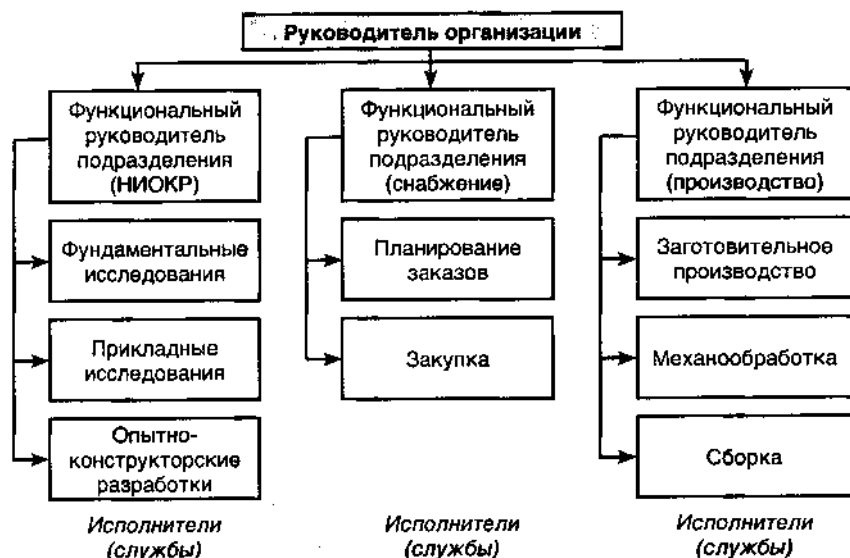 Руководитель организации
Функциональный
руководитель
подразделения
(НИОКР)
Фундаментальные
исследования
Прикладные
исследования
Опытно-
конструкторские
разработки
Исполнители
(службы)
Функциональный
руководитель
подразделения
(снабжение)
Планирование
заказов
Закупка
Исполнители
(службы)
Функциональный
руководитель
подразделения
(производство)
Заготовительное
производство
Механообработка
Сборка
Исполнители
(службы)